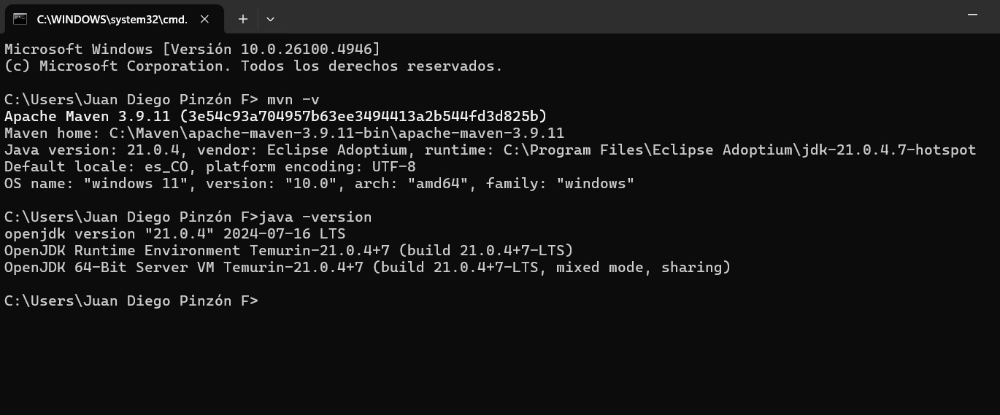 C:\WINDOWS\system32\cmd.
Microsoft Windows [Versión 10.0.26100.4946]
(c) Microsoft Corporation. Todos los derechos reservados.
C:\Users\Juan Diego Pinzón F> mvn -v
Apache Maven 3.9.11 (3e54c93a704957b63ee3494413a2b544fd3d825b)
Maven home: C:\Maven\apache-maven-3.9.11-bin\apache-maven-3.9.11
Java version: 21.0.4, vendor: Eclipse Adoptium, runtime: C:\Program Files\Eclipse Adoptium\jdk-21.0.4.7-hotspot
Default locale: es_CO, platform encoding: UTF-8
OS name: "windows 11", version: "10.0", arch: "amd64", family: "windows"
C:\Users\Juan Diego Pinzón F>java -version
openjdk version "21.0.4" 2024-07-16 LTS
OpenJDK Runtime Environment Temurin-21.0.4+7 (build 21.0.4+7-LTS)
OpenJDK 64-Bit Server VM Temurin-21.0.4+7 (build 21.0.4+7-LTS, mixed mode, sharing)
C:\Users\Juan Diego Pinzón F>